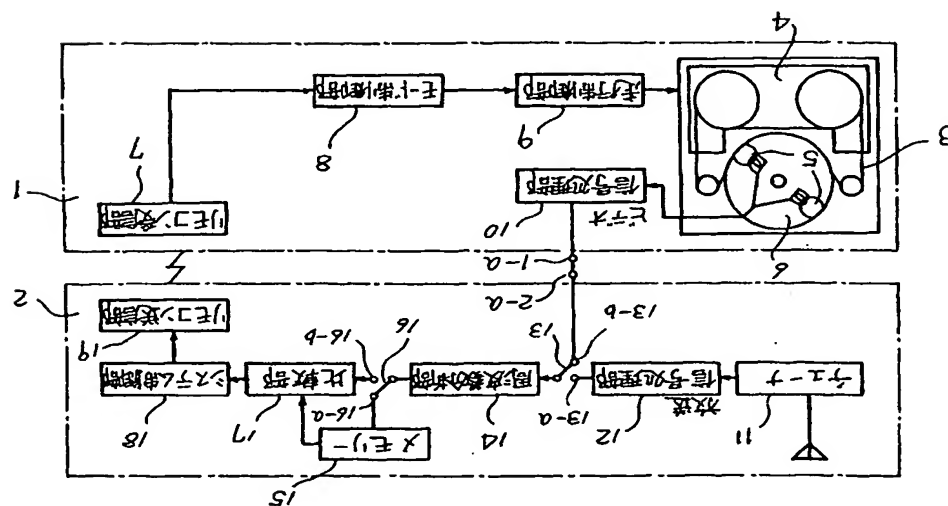 15
メモリー
11
チューナ
12
放送
信号処理部
13-a
13
13-b
14
周波数分析部
16-a
16
16-b
17
比較部
18
システム制御部
19
リモコン送信部
2
2-a
1-a
6
5
3
4
10
ビデオ
信号処理部
9
走行制御部
8
モード制御部
7
リモコン受信部
1